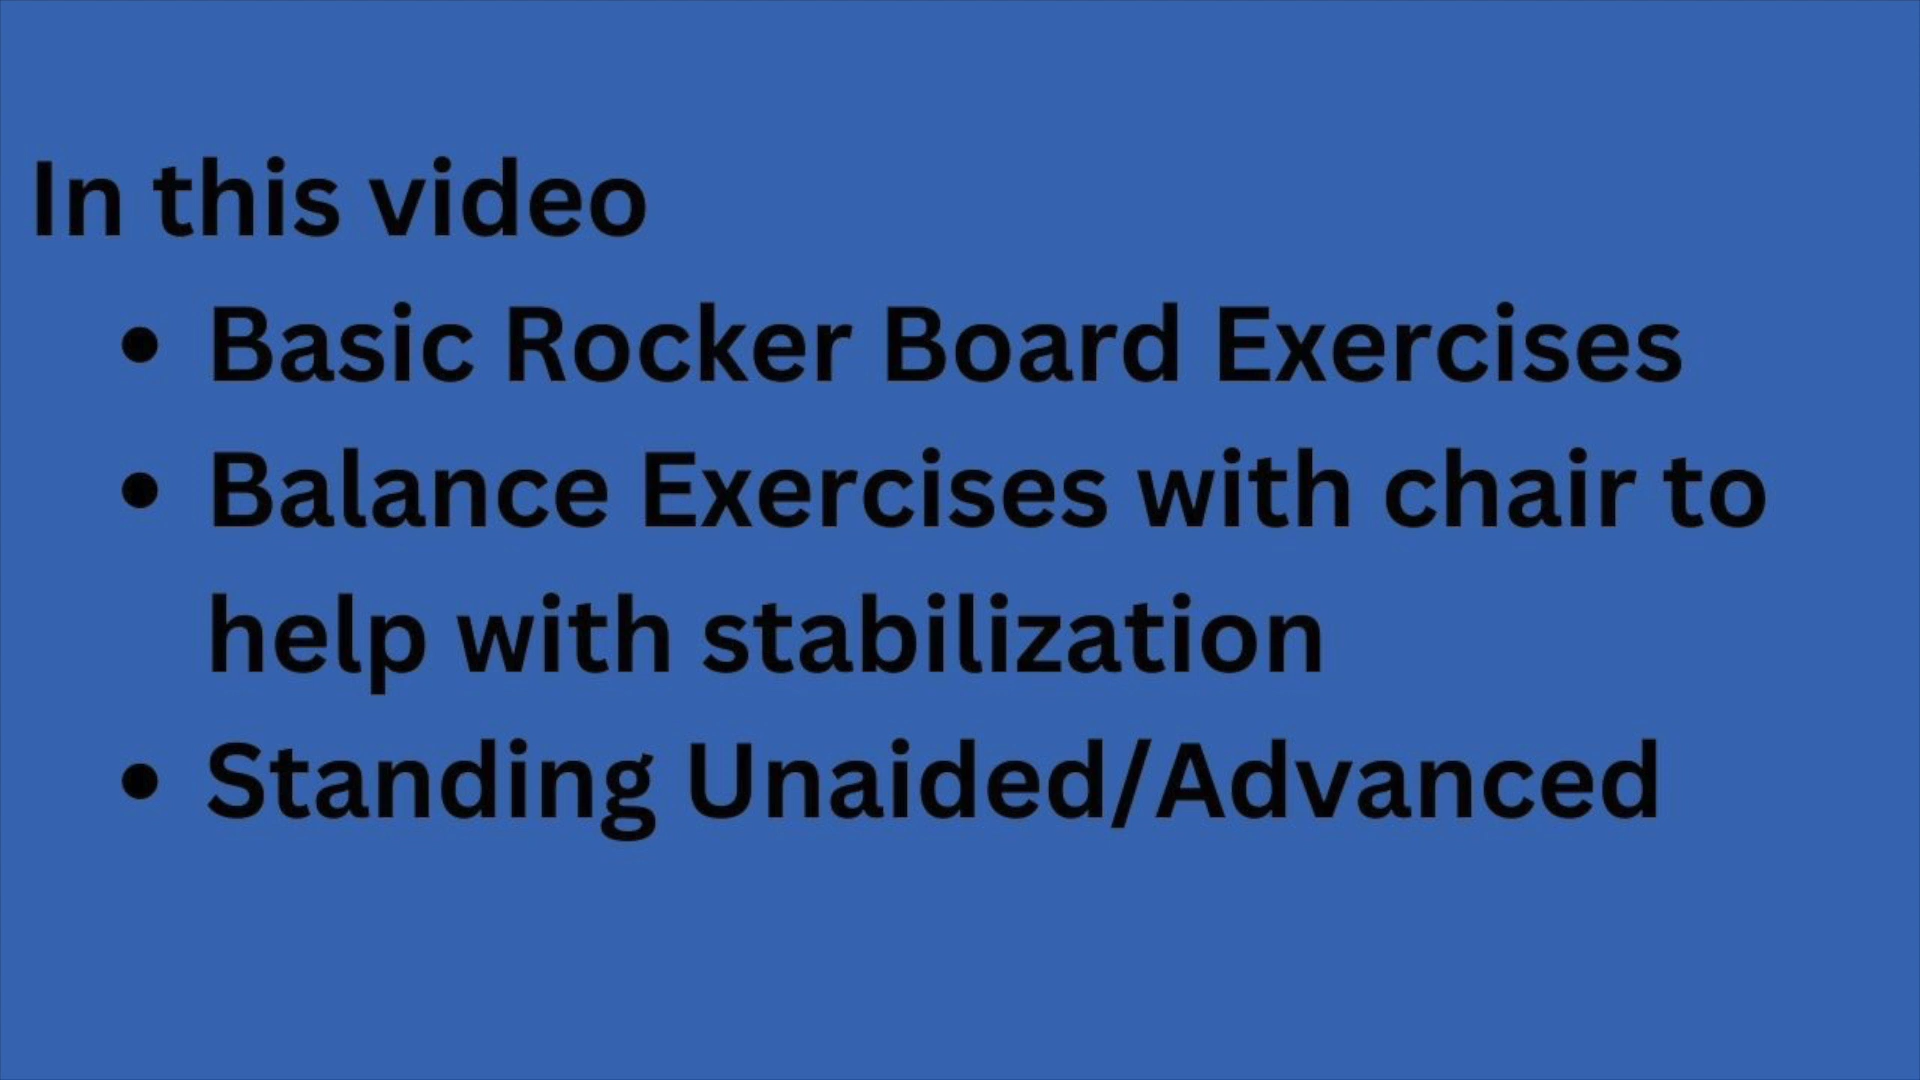 In this video
• Basic Rocker Board Exercises
• Balance Exercises with chair to
help with stabilization
• Standing Unaided/Advanced